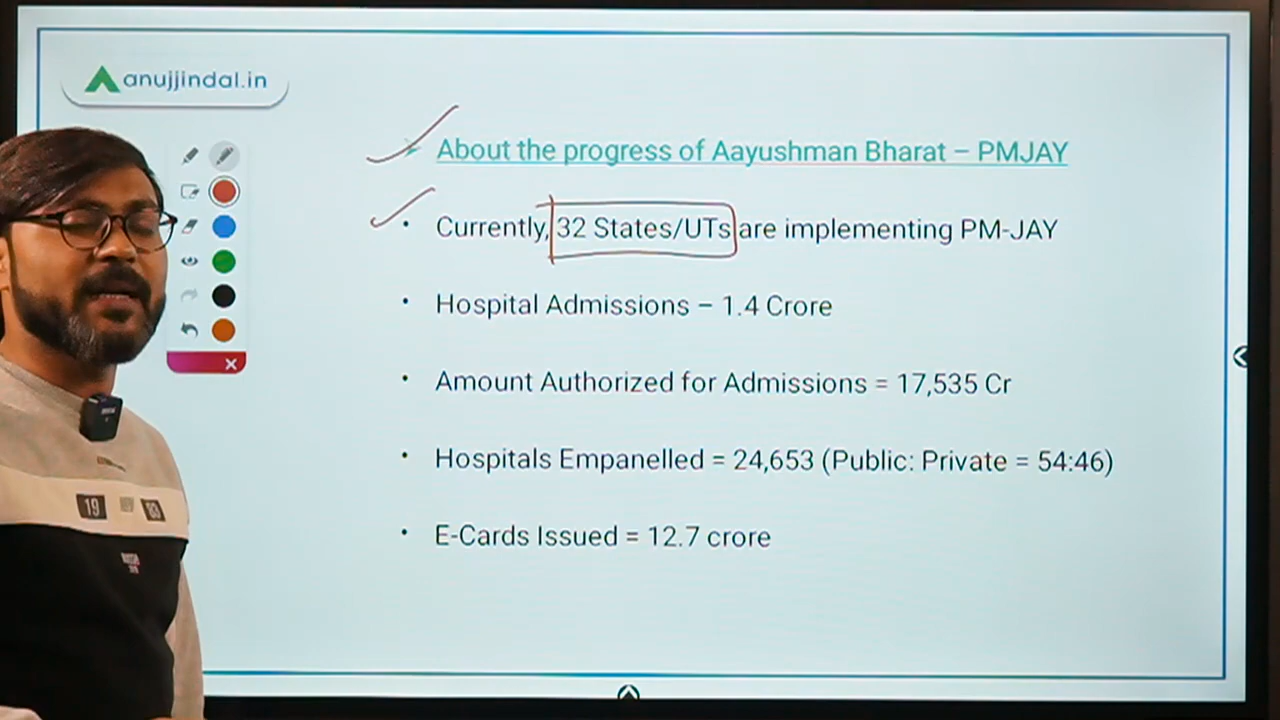 anujjindal.in
About the progress of Aayushman Bharat – PMJAY
• Currently, 32 States/UTs are implementing PM-JAY
• Hospital Admissions – 1.4 Crore
• Amount Authorized for Admissions = 17,535 Cr
• Hospitals Empanelled = 24,653 (Public: Private = 54:46)
• E-Cards Issued = 12.7 crore
19